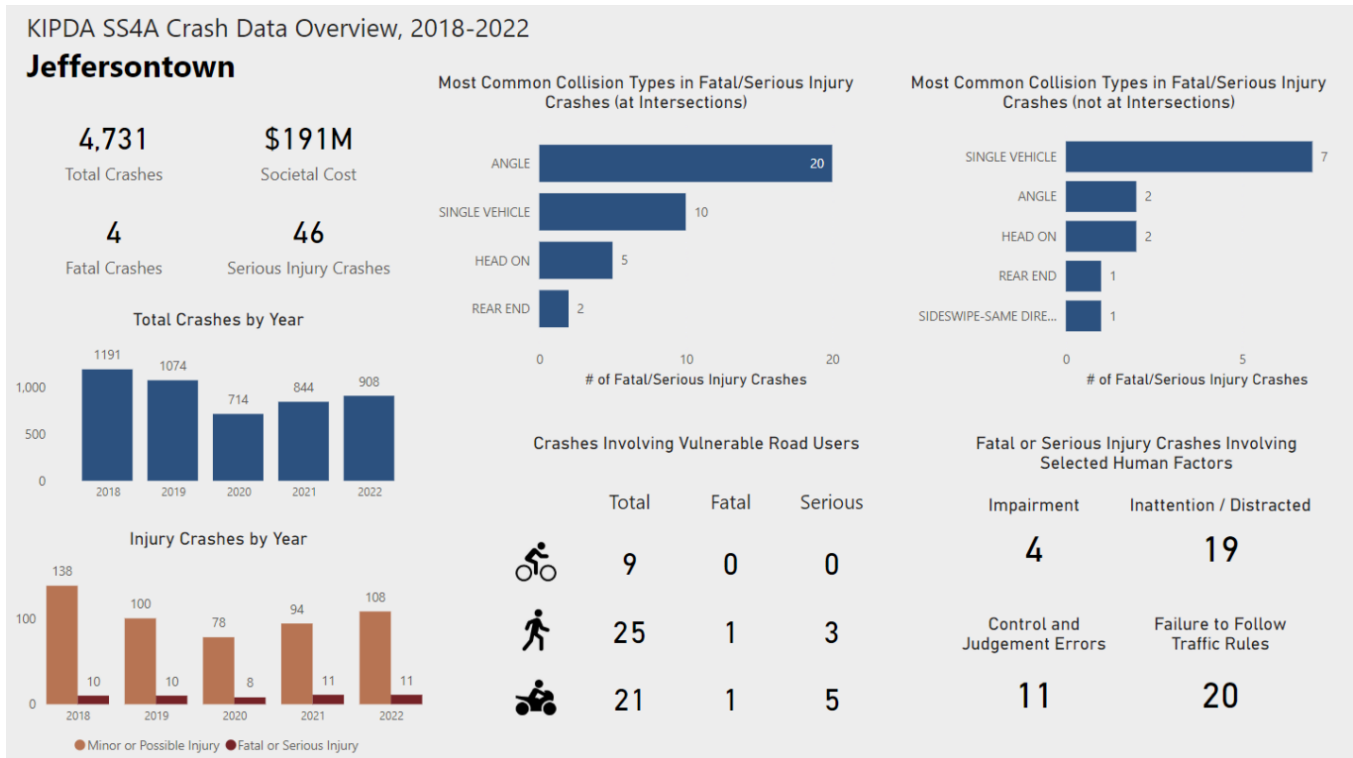 KIPDA SS4A Crash Data Overview, 2018-2022
Jeffersontown
4,731
Total Crashes
$191M
Societal Cost
4
Fatal Crashes
46
Serious Injury Crashes
Total Crashes by Year
1,000
500
0
1191
1074
714
844
908
2018
2019
2020
2021
2022
Injury Crashes by Year
100
0
138
10
100
10
78
8
94
11
108
11
2018
2019
2020
2021
2022
Minor or Possible Injury
Fatal or Serious Injury
Most Common Collision Types in Fatal/Serious Injury
Crashes (at Intersections)
ANGLE
20
SINGLE VEHICLE
10
HEAD ON
5
REAR END
2
0
10
20
# of Fatal/Serious Injury Crashes
Most Common Collision Types in Fatal/Serious Injury
Crashes (not at Intersections)
SINGLE VEHICLE
7
ANGLE
2
HEAD ON
2
REAR END
1
SIDESWIPE-SAME DIRE...
1
0
5
# of Fatal/Serious Injury Crashes
Crashes Involving Vulnerable Road Users
Total Fatal Serious
9 0 0
25 1 3
21 1 5
Fatal or Serious Injury Crashes Involving
Selected Human Factors
Impairment
4
Inattention / Distracted
19
Control and
Judgement Errors
11
Failure to Follow
Traffic Rules
20